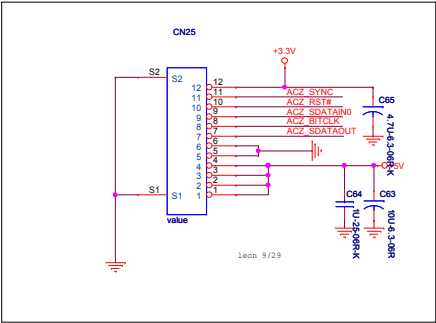 CN25
+3.3V
S2
S2
12
12
11
11
ACZ_SYNC
10
10
ACZ_RST#
9
9
ACZ_SDATAIN0
8
8
ACZ_BITCLK
7
7
ACZ_SDATAOUT
6
6
5
5
4
4
3
3
2
2
1
1
S1
S1
value
C65
4.7U-6.3-06R-K
+5V
C64
1U-25-06R-K
C63
10U-6.3-06R
leon 9/29